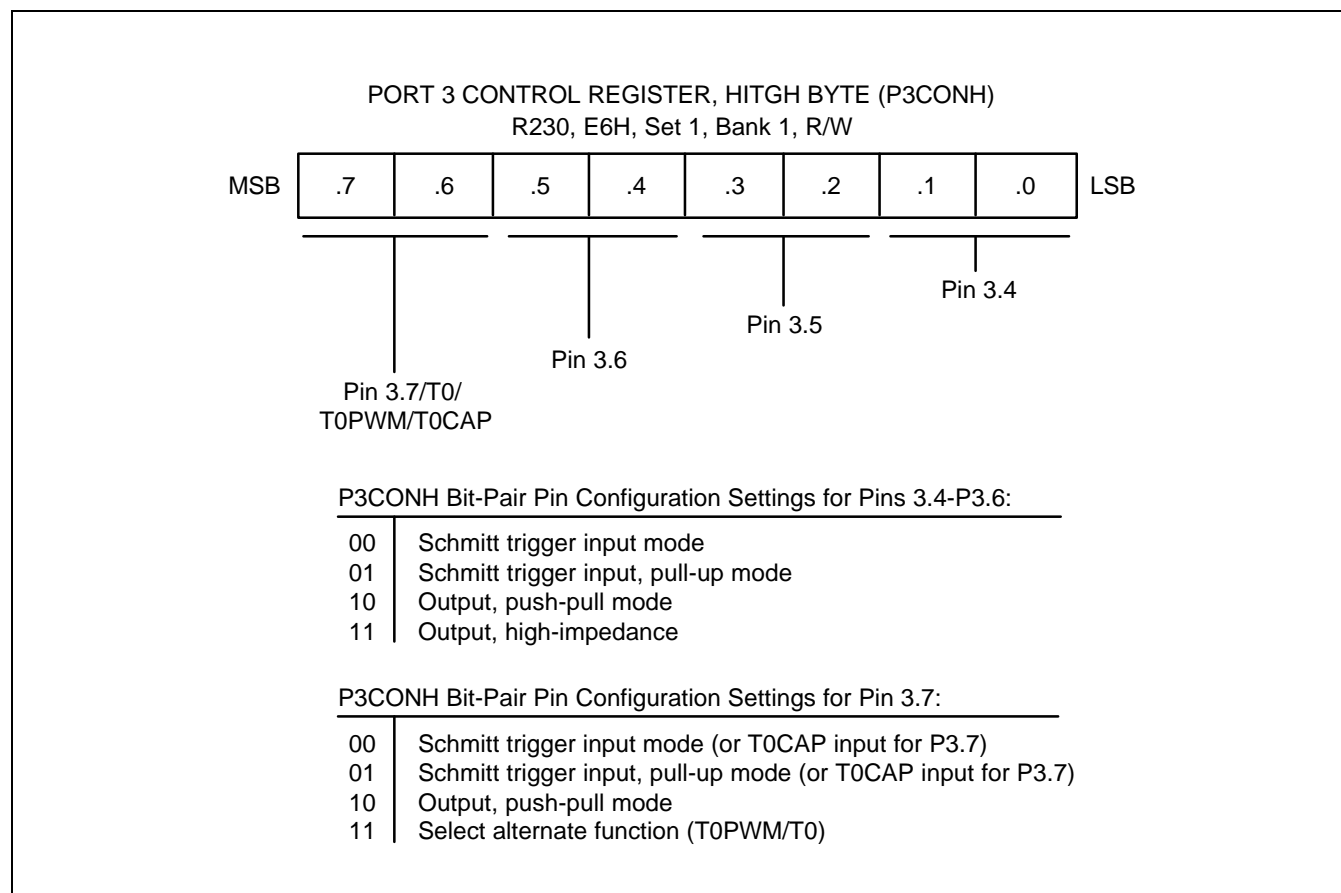 PORT 3 CONTROL REGISTER, HITGH BYTE (P3CONH)
R230, E6H, Set 1, Bank 1, R/W
MSB .7 .6 .5 .4 .3 .2 .1 .0 LSB
Pin 3.4
Pin 3.5
Pin 3.6
Pin 3.7/T0/
T0PWM/T0CAP
P3CONH Bit-Pair Pin Configuration Settings for Pins 3.4-P3.6:
00 Schmitt trigger input mode
01 Schmitt trigger input, pull-up mode
10 Output, push-pull mode
11 Output, high-impedance
P3CONH Bit-Pair Pin Configuration Settings for Pin 3.7:
00 Schmitt trigger input mode (or T0CAP input for P3.7)
01 Schmitt trigger input, pull-up mode (or T0CAP input for P3.7)
10 Output, push-pull mode
11 Select alternate function (T0PWM/T0)